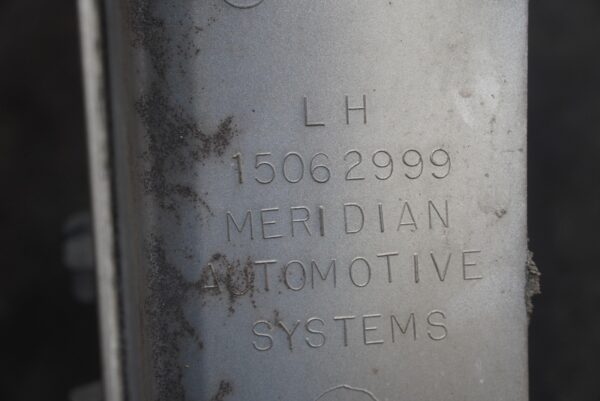 LH
15062999
MERIDIAN
AUTOMOTIVE
SYSTEMS